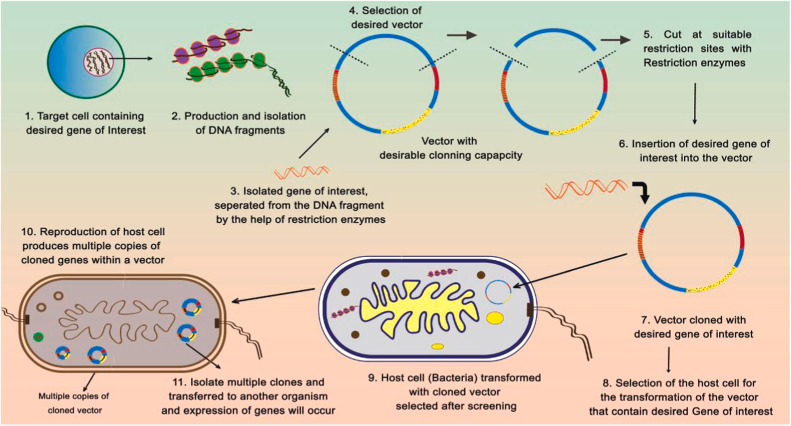 1. Target cell containing
desired gene of Interest
2. Production and isolation
of DNA fragments
3. Isolated gene of interest,
seperated from the DNA fragment
by the help of restriction enzymes
4. Selection of
desired vector
Vector with
desirable clonning capapcity
5. Cut at suitable
restriction sites with
Restriction enzymes
6. Insertion of desired gene of
interest into the vector
7. Vector cloned with
desired gene of interest
8. Selection of the host cell for
the transformation of the vector
that contain desired Gene of interest
9. Host cell (Bacteria) transformed
with cloned vector
selected after screening
10. Reproduction of host cell
produces multiple copies of
cloned genes within a vector
Multiple copies of
cloned vector
11. Isolate multiple clones and
transferred to another organism
and expression of genes will occur